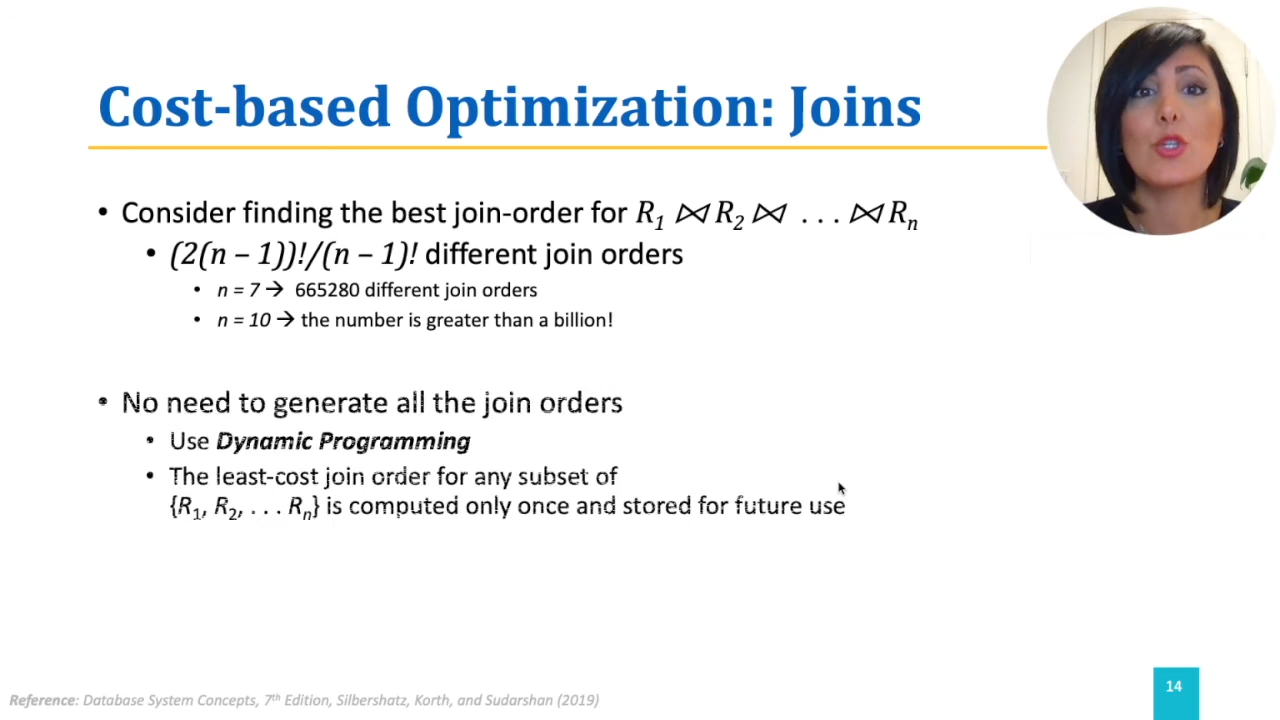 Cost-based Optimization: Joins
• Consider finding the best join-order for R₁ ⋈ R₂ ⋈ . . . ⋈ Rₙ
• (2(n – 1))!/(n – 1)! different join orders
• n = 7 → 665280 different join orders
• n = 10 → the number is greater than a billion!
• No need to generate all the join orders
• Use Dynamic Programming
• The least-cost join order for any subset of
{R₁, R₂, . . . Rₙ} is computed only once and stored for future use
Reference: Database System Concepts, 7th Edition, Silbershatz, Korth, and Sudarshan (2019)
14